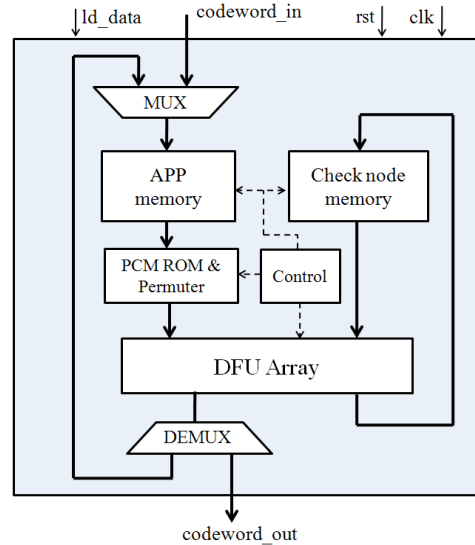 codeword_in
ld_data
rst
clk
MUX
APP
memory
Check node
memory
PCM ROM &
Permuter
Control
DFU Array
DEMUX
codeword_out